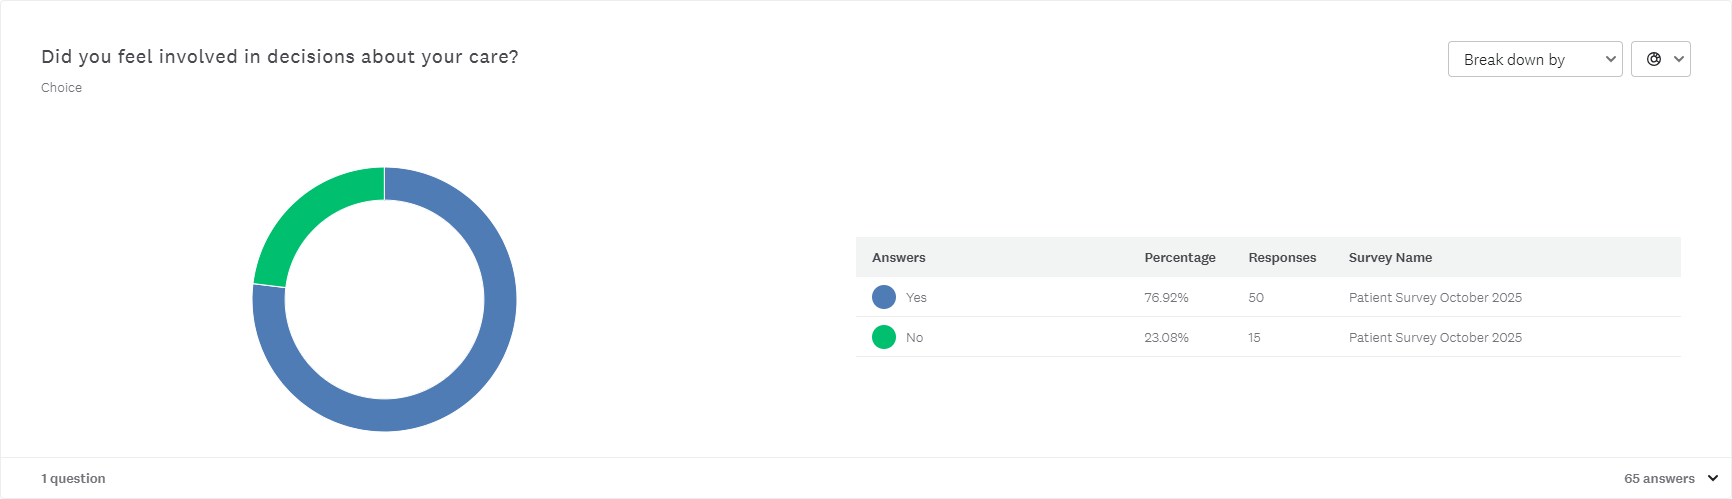 Did you feel involved in decisions about your care?
Choice
Break down by
Answers Percentage Responses Survey Name
Yes 76.92% 50 Patient Survey October 2025
No 23.08% 15 Patient Survey October 2025
1 question
65 answers